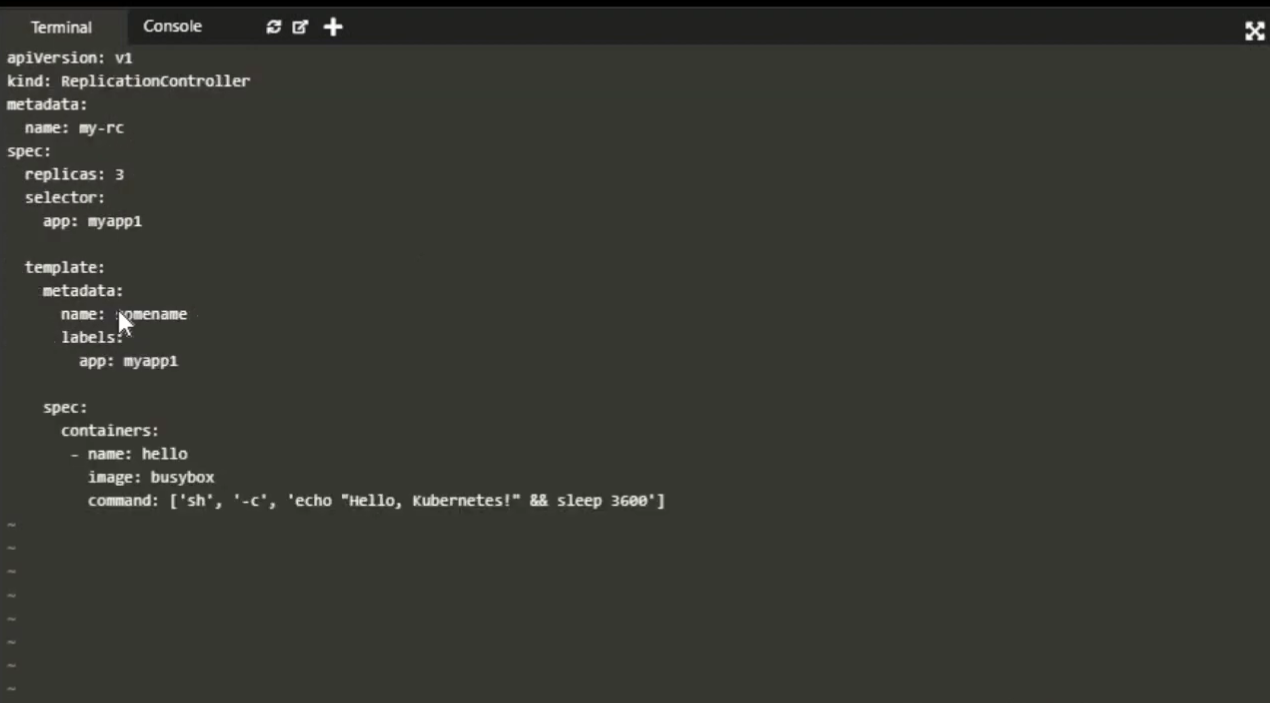 Terminal Console
apiVersion: v1
kind: ReplicationController
metadata:
  name: my-rc
spec:
  replicas: 3
  selector:
    app: myapp1

  template:
    metadata:
      name: somename
      labels:
        app: myapp1

    spec:
      containers:
       - name: hello
         image: busybox
         command: ['sh', '-c', 'echo "Hello, Kubernetes!" && sleep 3600']
~
~
~
~
~
~
~
~